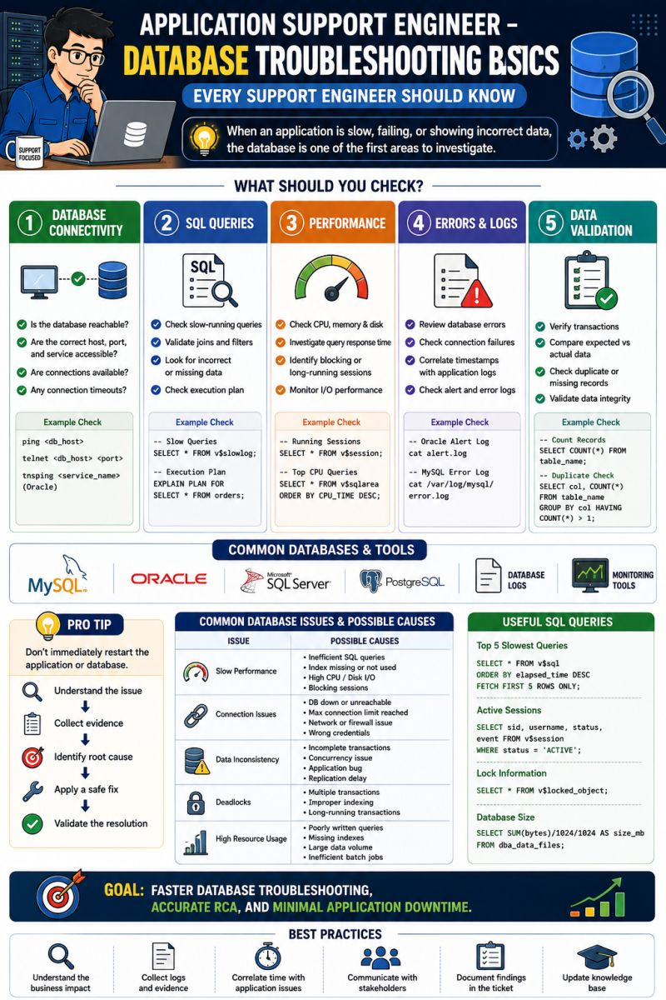 APPLICATION SUPPORT ENGINEER –
DATABASE TROUBLESHOOTING BASICS
EVERY SUPPORT ENGINEER SHOULD KNOW
When an application is slow, failing, or showing incorrect data,
the database is one of the first areas to investigate.
SUPPORT
FOCUSED
WHAT SHOULD YOU CHECK?
1 DATABASE
CONNECTIVITY
Is the database reachable?
Are the correct host, port,
and service accessible?
Are connections available?
Any connection timeouts?
Example Check
ping <db_host>
telnet <db_host> <port>
tnsping <service_name>
(Oracle)
2 SQL QUERIES
SQL
Check slow-running queries
Validate joins and filters
Look for incorrect
or missing data
Check execution plan
Example Check
-- Slow Queries
SELECT * FROM v$slowlog;
-- Execution Plan
EXPLAIN PLAN FOR
SELECT * FROM orders;
3 PERFORMANCE
Check CPU, memory & disk
Investigate query response time
Identify blocking or
long-running sessions
Monitor I/O performance
Example Check
-- Running Sessions
SELECT * FROM v$session;
-- Top CPU Queries
SELECT * FROM v$sqlarea
ORDER BY CPU_TIME DESC;
4 ERRORS & LOGS
Review database errors
Check connection failures
Correlate timestamps
with application logs
Check alert and error logs
Example Check
-- Oracle Alert Log
cat alert.log
-- MySQL Error Log
cat /var/log/mysql/
error.log
5 DATA
VALIDATION
Verify transactions
Compare expected vs
actual data
Check duplicate or
missing records
Validate data integrity
Example Check
-- Count Records
SELECT COUNT(*) FROM
table_name;
-- Duplicate Check
SELECT col, COUNT(*)
FROM table_name
GROUP BY col HAVING
COUNT(*) > 1;
COMMON DATABASES & TOOLS
MySQL
ORACLE
Microsoft
SQL Server
PostgreSQL
DATABASE
LOGS
MONITORING
TOOLS
PRO TIP
Don't immediately restart the
application or database.
Understand the issue
Collect evidence
Identify root cause
Apply a safe fix
Validate the resolution
COMMON DATABASE ISSUES & POSSIBLE CAUSES
ISSUE POSSIBLE CAUSES
Slow Performance
• Inefficient SQL queries
• Index missing or not used
• High CPU / Disk I/O
• Blocking sessions
Connection Issues
• DB down or unreachable
• Max connection limit reached
• Network or firewall issue
• Wrong credentials
Data Inconsistency
• Incomplete transactions
• Concurrency issue
• Application bug
• Replication delay
Deadlocks
• Multiple transactions
• Improper indexing
• Long-running transactions
High Resource Usage
• Poorly written queries
• Missing indexes
• Large data volume
• Inefficient batch jobs
USEFUL SQL QUERIES
Top 5 Slowest Queries
SELECT * FROM v$sql
ORDER BY elapsed_time DESC
FETCH FIRST 5 ROWS ONLY;
Active Sessions
SELECT sid, username, status,
event FROM v$session
WHERE status = 'ACTIVE';
Lock Information
SELECT * FROM v$locked_object;
Database Size
SELECT SUM(bytes)/1024/1024 AS size_mb
FROM dba_data_files;
GOAL: FASTER DATABASE TROUBLESHOOTING,
ACCURATE RCA, AND MINIMAL APPLICATION DOWNTIME.
BEST PRACTICES
Understand the
business impact
Collect logs
and evidence
Correlate time with
application issues
Communicate with
stakeholders
Document findings
in the ticket
Update knowledge
base